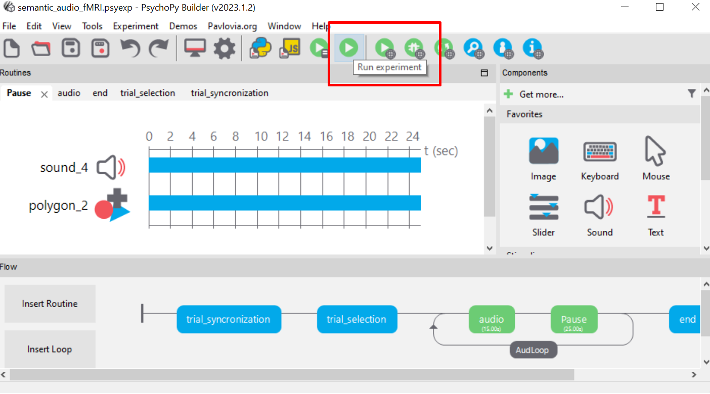 semantic_audio_fMRI.psyexp - PsychoPy Builder (v2023.1.2)
File Edit View Tools Experiment Demos Pavlovia.org Window Help
JS
Run experiment
Routines
Components
Pause audio end trial_selection trial_syncronization
Get more...
Favorites
0 2 4 6 8 10 12 14 16 18 20 22 24
t (sec)
sound_4
polygon_2
Image Keyboard Mouse
Slider Sound Text
Flow
Insert Routine
Insert Loop
trial_syncronization trial_selection audio Pause end
(15.00s) (25.00s)
AudLoop